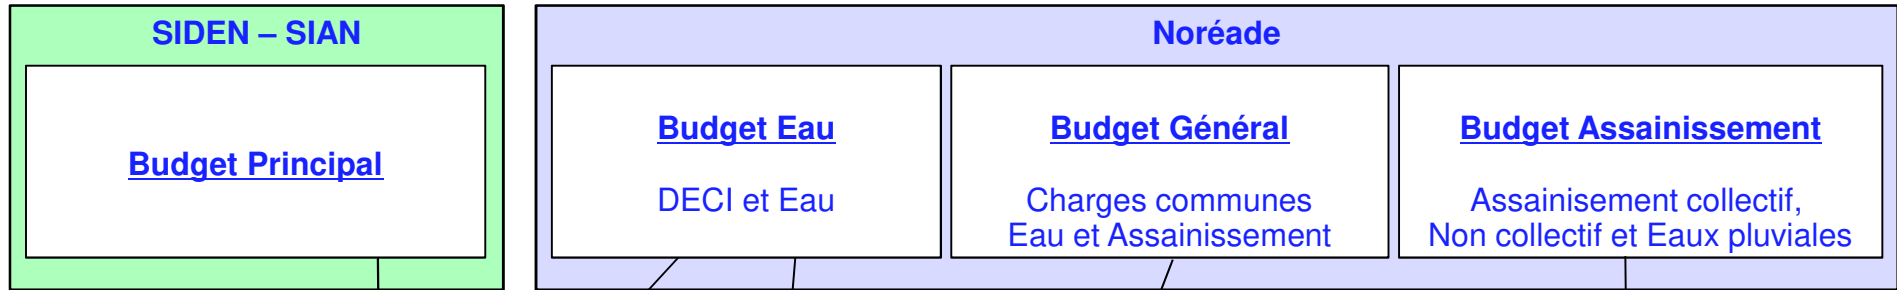 SIDEN – SIAN
Budget Principal
Noréade
Budget Eau
DECI et Eau
Budget Général
Charges communes
Eau et Assainissement
Budget Assainissement
Assainisement collectif,
Non collectif et Eaux pluviales